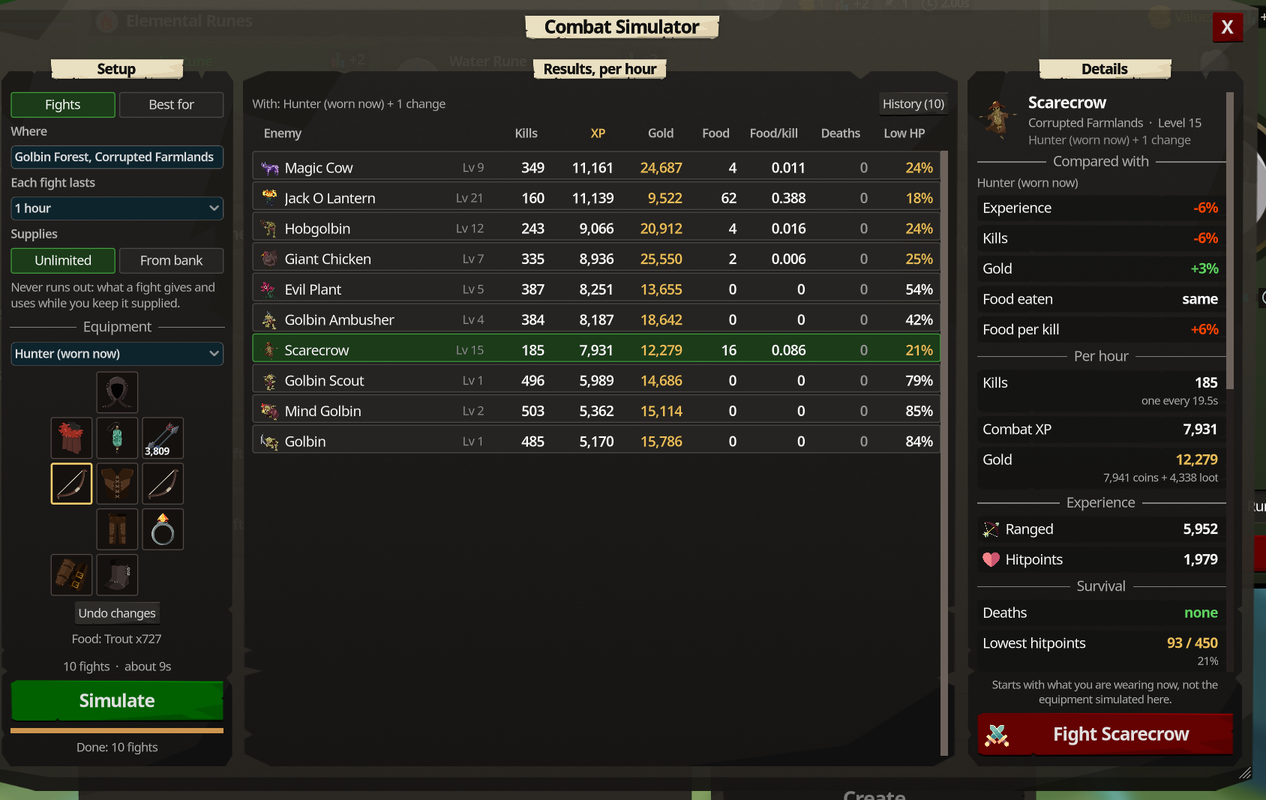 Elemental Runes
Combat Simulator
X
Setup
Results, per hour
Details
Water Rune
+2
Fights
Best for
Where
Golbin Forest, Corrupted Farmlands
Each fight lasts
1 hour
Supplies
Unlimited
From bank
Never runs out: what a fight gives and
uses while you keep it supplied.
Equipment
Hunter (worn now)
3,809
Undo changes
Food: Trout x727
10 fights · about 9s
Simulate
Done: 10 fights
With: Hunter (worn now) + 1 change
History (10)
Enemy Kills XP Gold Food Food/kill Deaths Low HP
Magic Cow Lv 9 349 11,161 24,687 4 0.011 0 24%
Jack O Lantern Lv 21 160 11,139 9,522 62 0.388 0 18%
Hobgolbin Lv 12 243 9,066 20,912 4 0.016 0 24%
Giant Chicken Lv 7 335 8,936 25,550 2 0.006 0 25%
Evil Plant Lv 5 387 8,251 13,655 0 0 0 54%
Golbin Ambusher Lv 4 384 8,187 18,642 0 0 0 42%
Scarecrow Lv 15 185 7,931 12,279 16 0.086 0 21%
Golbin Scout Lv 1 496 5,989 14,686 0 0 0 79%
Mind Golbin Lv 2 503 5,362 15,114 0 0 0 85%
Golbin Lv 1 485 5,170 15,786 0 0 0 84%
Scarecrow
Corrupted Farmlands · Level 15
Hunter (worn now) + 1 change
Compared with
Hunter (worn now)
Experience -6%
Kills -6%
Gold +3%
Food eaten same
Food per kill +6%
Per hour
Kills 185
one every 19.5s
Combat XP 7,931
Gold 12,279
7,941 coins + 4,338 loot
Experience
Ranged 5,952
Hitpoints 1,979
Survival
Deaths none
Lowest hitpoints 93 / 450
21%
Starts with what you are wearing now, not the
equipment simulated here.
Fight Scarecrow
Create